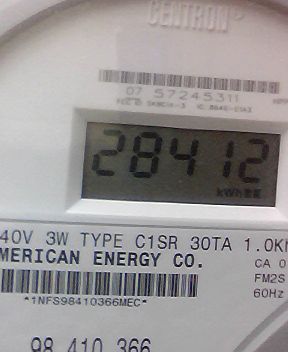 CENTRON
07 57245311
28412
kWh
40V 3W TYPE C1SR 30TA 1.0K
MERICAN ENERGY CO. CA 0
FM2S
60Hz
*1NFS98410366MEC*
98 410 366